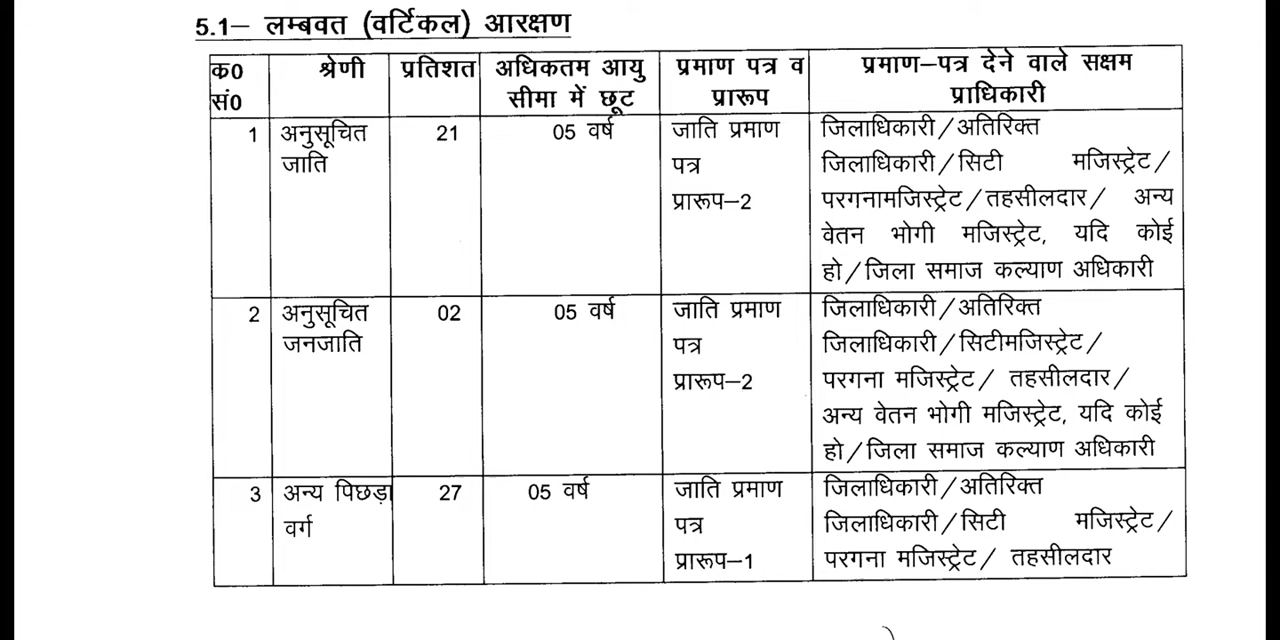 5.1— लम्बवत (वर्टिकल) आरक्षण
क0 सं0 | श्रेणी | प्रतिशत | अधिकतम आयु सीमा में छूट | प्रमाण पत्र व प्रारूप | प्रमाण–पत्र देने वाले सक्षम प्राधिकारी
1 | अनुसूचित जाति | 21 | 05 वर्ष | जाति प्रमाण पत्र प्रारूप–2 | जिलाधिकारी/अतिरिक्त जिलाधिकारी/सिटी मजिस्ट्रेट/ परगनामजिस्ट्रेट/तहसीलदार/ अन्य वेतन भोगी मजिस्ट्रेट, यदि कोई हो/जिला समाज कल्याण अधिकारी
2 | अनुसूचित जनजाति | 02 | 05 वर्ष | जाति प्रमाण पत्र प्रारूप–2 | जिलाधिकारी/अतिरिक्त जिलाधिकारी/सिटीमजिस्ट्रेट/ परगना मजिस्ट्रेट/ तहसीलदार/ अन्य वेतन भोगी मजिस्ट्रेट, यदि कोई हो/जिला समाज कल्याण अधिकारी
3 | अन्य पिछड़ा वर्ग | 27 | 05 वर्ष | जाति प्रमाण पत्र प्रारूप–1 | जिलाधिकारी/अतिरिक्त जिलाधिकारी/सिटी मजिस्ट्रेट/ परगना मजिस्ट्रेट/ तहसीलदार